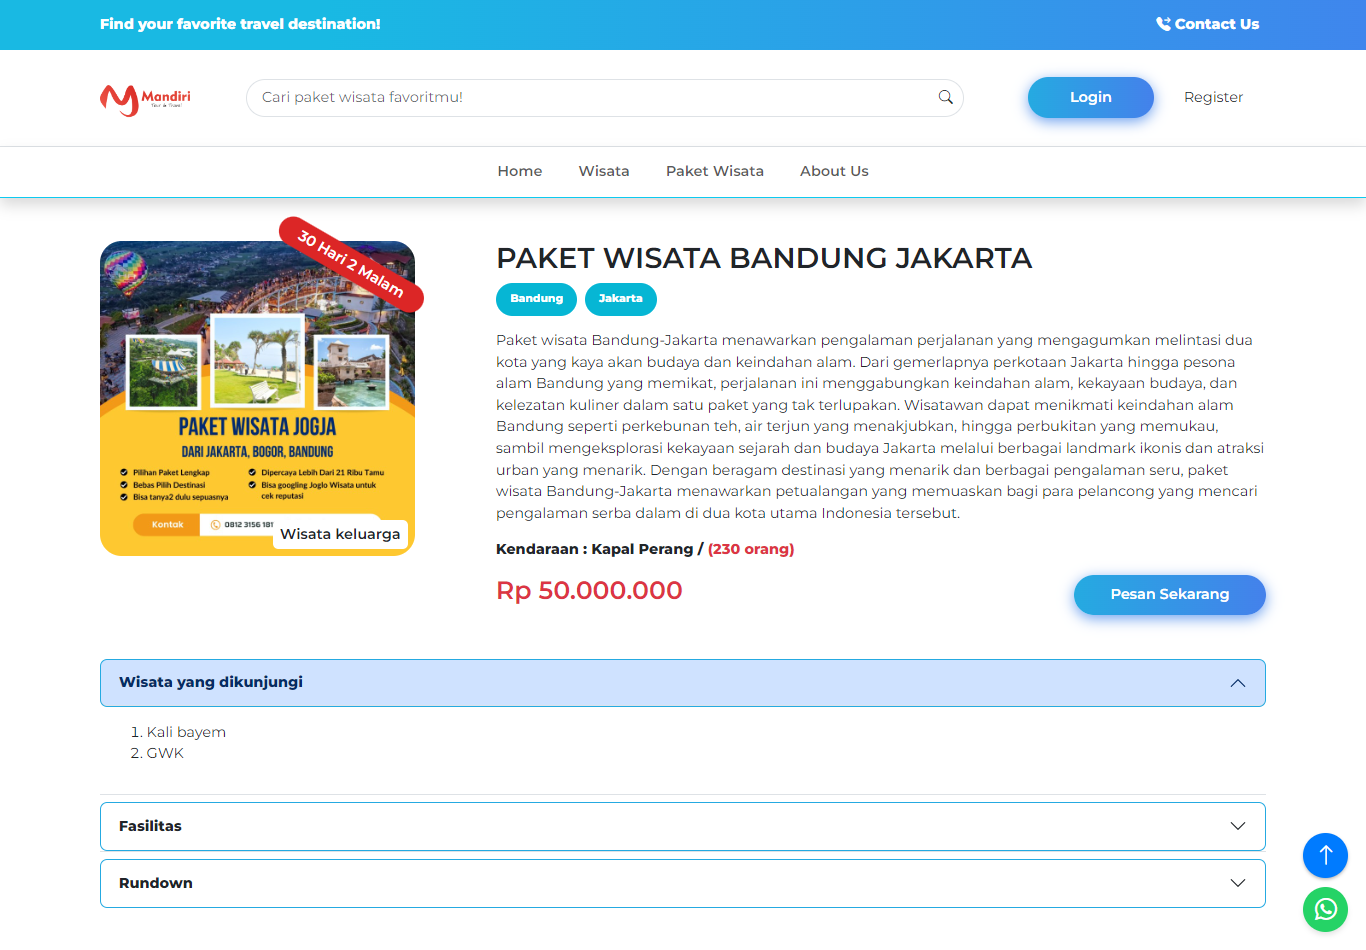 Find your favorite travel destination!
Contact Us
Mandiri
Tour & Travel
Cari paket wisata favoritmu!
Login
Register
Home
Wisata
Paket Wisata
About Us
30 Hari 2 Malam
PAKET WISATA JOGJA
DARI JAKARTA, BOGOR, BANDUNG
Pilihan Paket Lengkap
Bebas Pilih Destinasi
Bisa tanya2 dulu sepuasnya
Dipercaya Lebih Dari 21 Ribu Tamu
Bisa googling Joglo Wisata untuk
cek reputasi
Kontak
0812 3156 181
Wisata keluarga
PAKET WISATA BANDUNG JAKARTA
Bandung
Jakarta
Paket wisata Bandung-Jakarta menawarkan pengalaman perjalanan yang mengagumkan melintasi dua
kota yang kaya akan budaya dan keindahan alam. Dari gemerlapnya perkotaan Jakarta hingga pesona
alam Bandung yang memikat, perjalanan ini menggabungkan keindahan alam, kekayaan budaya, dan
kelezatan kuliner dalam satu paket yang tak terlupakan. Wisatawan dapat menikmati keindahan alam
Bandung seperti perkebunan teh, air terjun yang menakjubkan, hingga perbukitan yang memukau,
sambil mengeksplorasi kekayaan sejarah dan budaya Jakarta melalui berbagai landmark ikonis dan atraksi
urban yang menarik. Dengan beragam destinasi yang menarik dan berbagai pengalaman seru, paket
wisata Bandung-Jakarta menawarkan petualangan yang memuaskan bagi para pelancong yang mencari
pengalaman serba dalam di dua kota utama Indonesia tersebut.
Kendaraan : Kapal Perang / (230 orang)
Rp 50.000.000
Pesan Sekarang
Wisata yang dikunjungi
1. Kali bayem
2. GWK
Fasilitas
Rundown